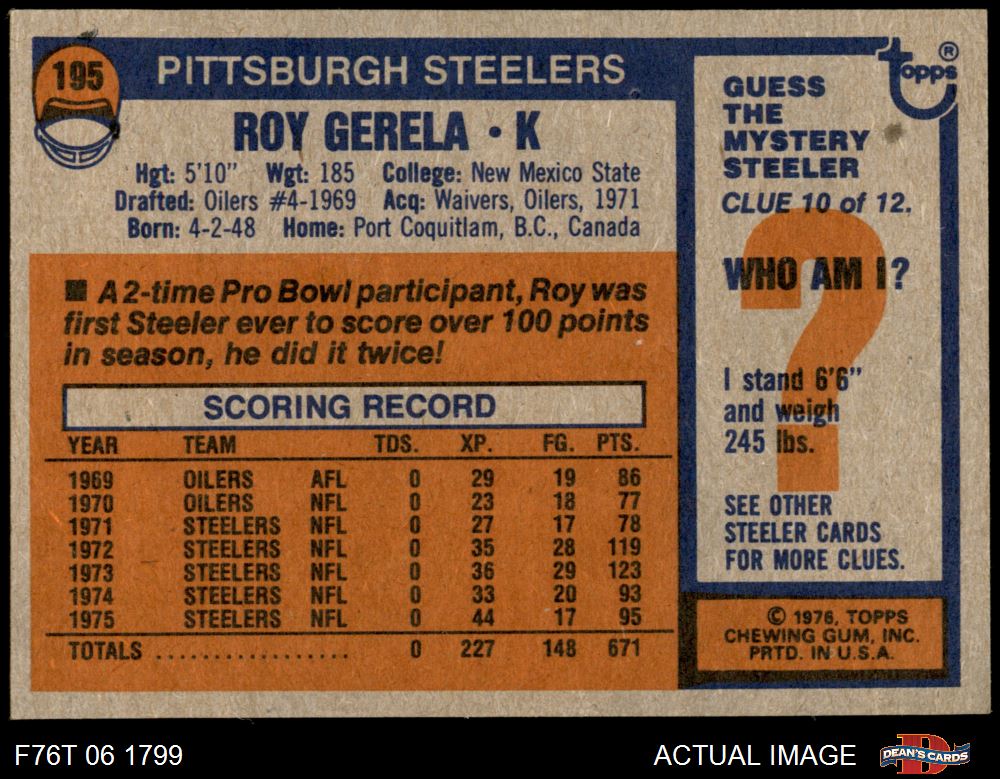 195
PITTSBURGH STEELERS
ROY GERELA • K
Hgt: 5'10" Wgt: 185 College: New Mexico State
Drafted: Oilers #4-1969 Acq: Waivers, Oilers, 1971
Born: 4-2-48 Home: Port Coquitlam, B.C., Canada
■ A 2-time Pro Bowl participant, Roy was
first Steeler ever to score over 100 points
in season, he did it twice!
SCORING RECORD
YEAR TEAM TDS. XP. FG. PTS.
1969 OILERS AFL 0 29 19 86
1970 OILERS NFL 0 23 18 77
1971 STEELERS NFL 0 27 17 78
1972 STEELERS NFL 0 35 28 119
1973 STEELERS NFL 0 36 29 123
1974 STEELERS NFL 0 33 20 93
1975 STEELERS NFL 0 44 17 95
TOTALS .................. 0 227 148 671
topps ®
GUESS
THE
MYSTERY
STEELER
CLUE 10 of 12.
?
WHO AM I?
I stand 6'6"
and weigh
245 lbs.
SEE OTHER
STEELER CARDS
FOR MORE CLUES.
© 1976, TOPPS
CHEWING GUM, INC.
PRTD. IN U.S.A.
F76T 06 1799
ACTUAL IMAGE
D
DEAN'S CARDS